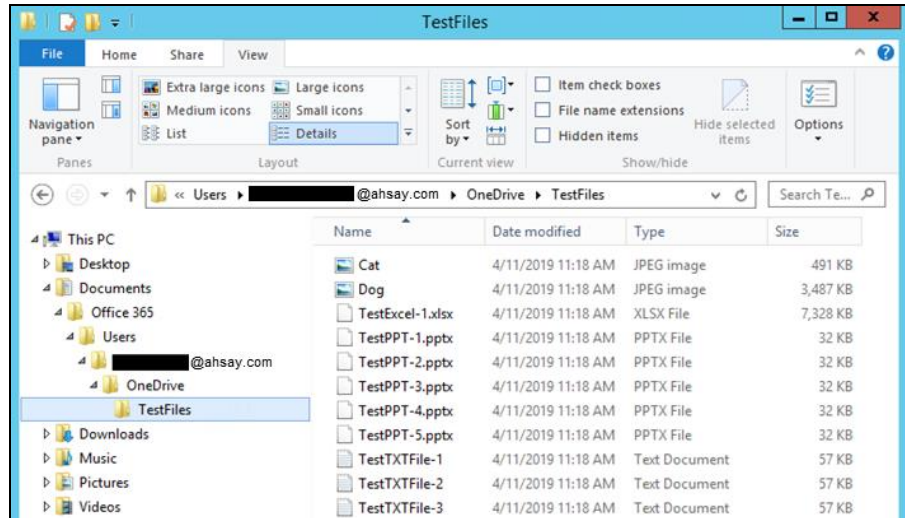 TestFiles
File Home Share View
Navigation pane
Extra large icons Large icons
Medium icons Small icons
List Details
Sort by
Item check boxes
File name extensions
Hidden items
Hide selected items
Options
Panes Layout Current view Show/hide
« Users @ahsay.com OneDrive TestFiles Search Te...
This PC
Desktop
Documents
Office 365
Users
@ahsay.com
OneDrive
TestFiles
Downloads
Music
Pictures
Videos
Name Date modified Type Size
Cat 4/11/2019 11:18 AM JPEG image 491 KB
Dog 4/11/2019 11:18 AM JPEG image 3,487 KB
TestExcel-1.xlsx 4/11/2019 11:18 AM XLSX File 7,328 KB
TestPPT-1.pptx 4/11/2019 11:18 AM PPTX File 32 KB
TestPPT-2.pptx 4/11/2019 11:18 AM PPTX File 32 KB
TestPPT-3.pptx 4/11/2019 11:18 AM PPTX File 32 KB
TestPPT-4.pptx 4/11/2019 11:18 AM PPTX File 32 KB
TestPPT-5.pptx 4/11/2019 11:18 AM PPTX File 32 KB
TestTXTFile-1 4/11/2019 11:18 AM Text Document 57 KB
TestTXTFile-2 4/11/2019 11:18 AM Text Document 57 KB
TestTXTFile-3 4/11/2019 11:18 AM Text Document 57 KB